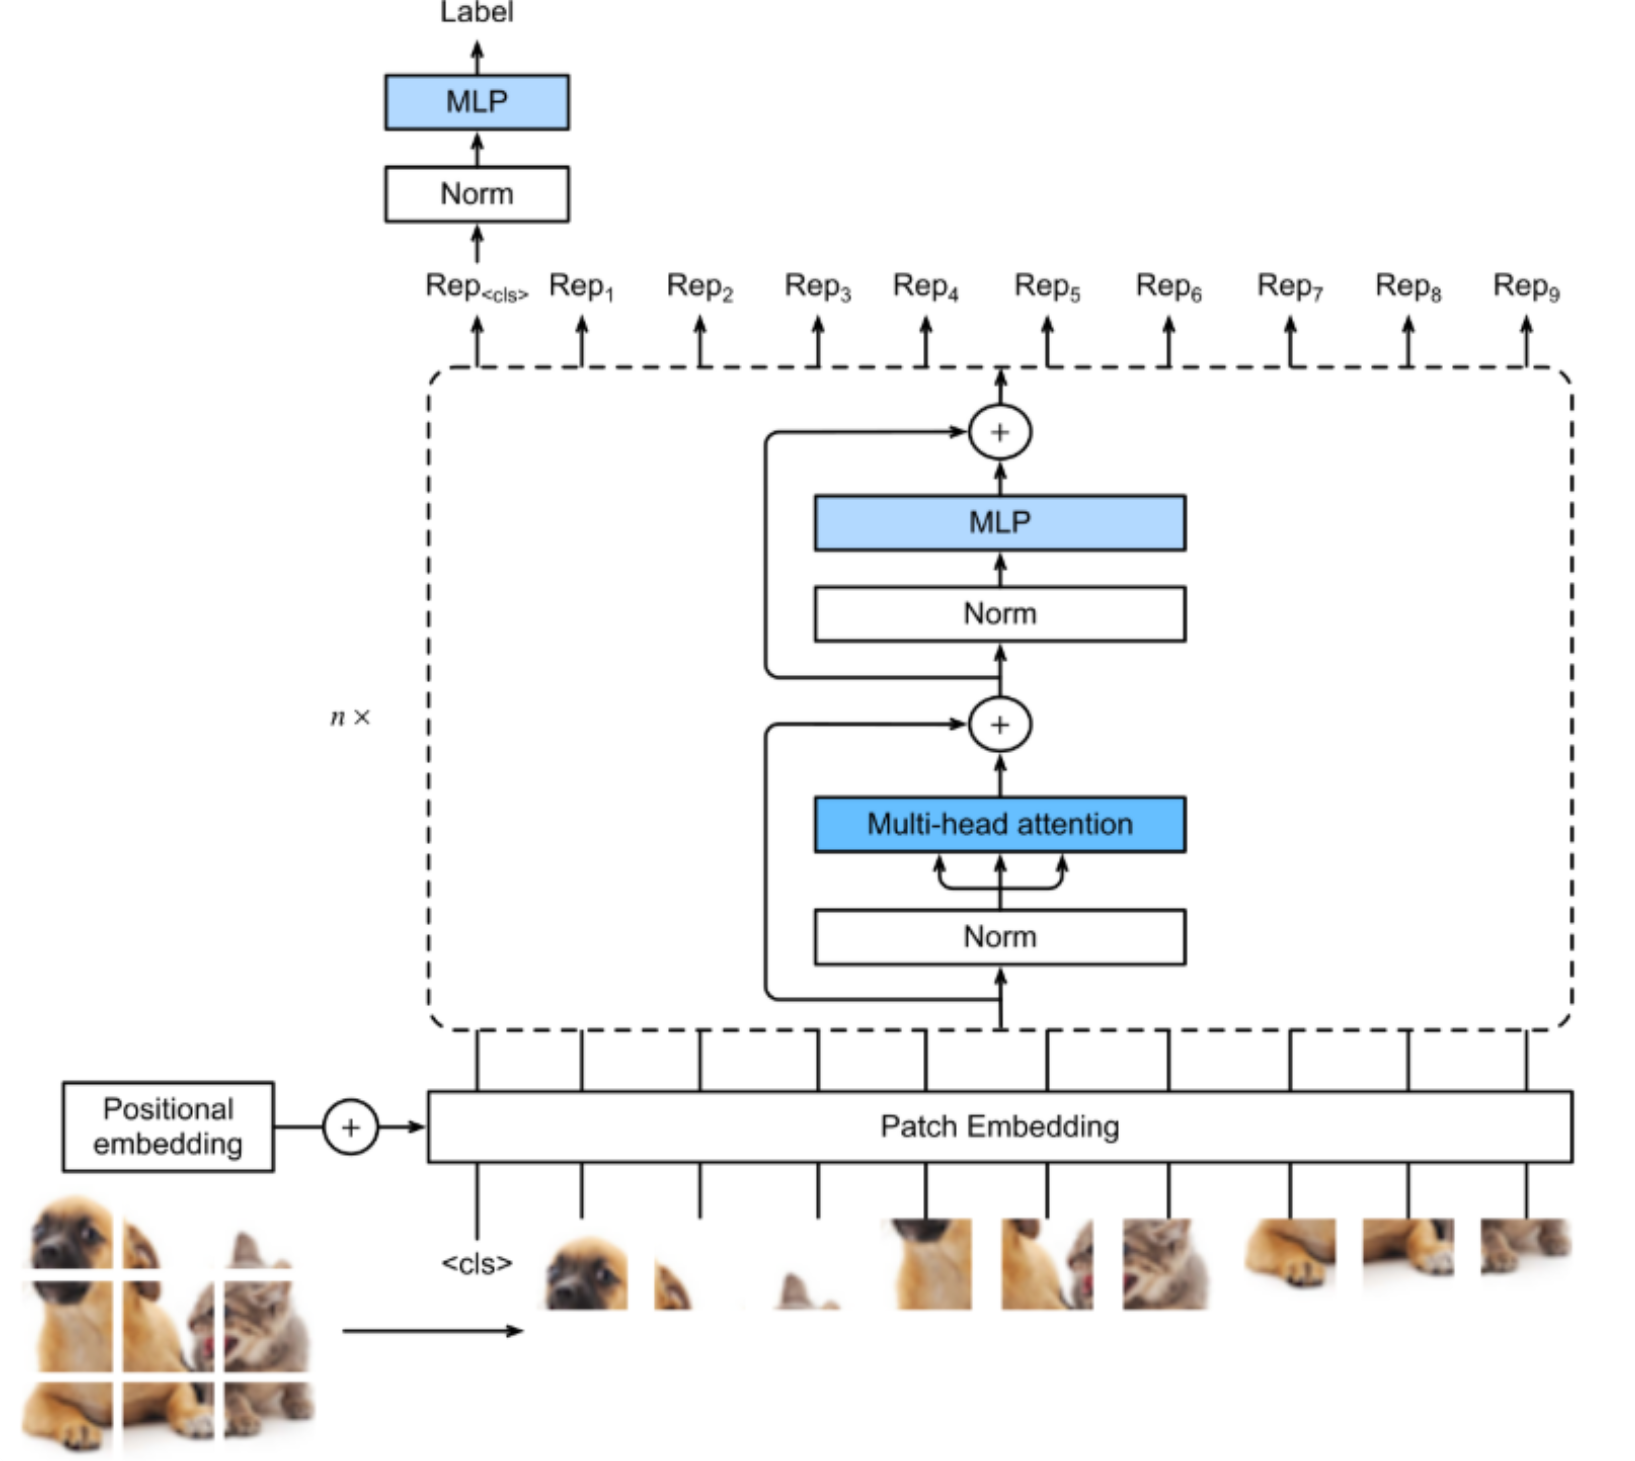 Label
MLP
Norm
Rep<cls> Rep1 Rep2 Rep3 Rep4 Rep5 Rep6 Rep7 Rep8 Rep9
+
MLP
Norm
n ×
+
Multi-head attention
Norm
Positional
embedding
+
Patch Embedding
<cls>